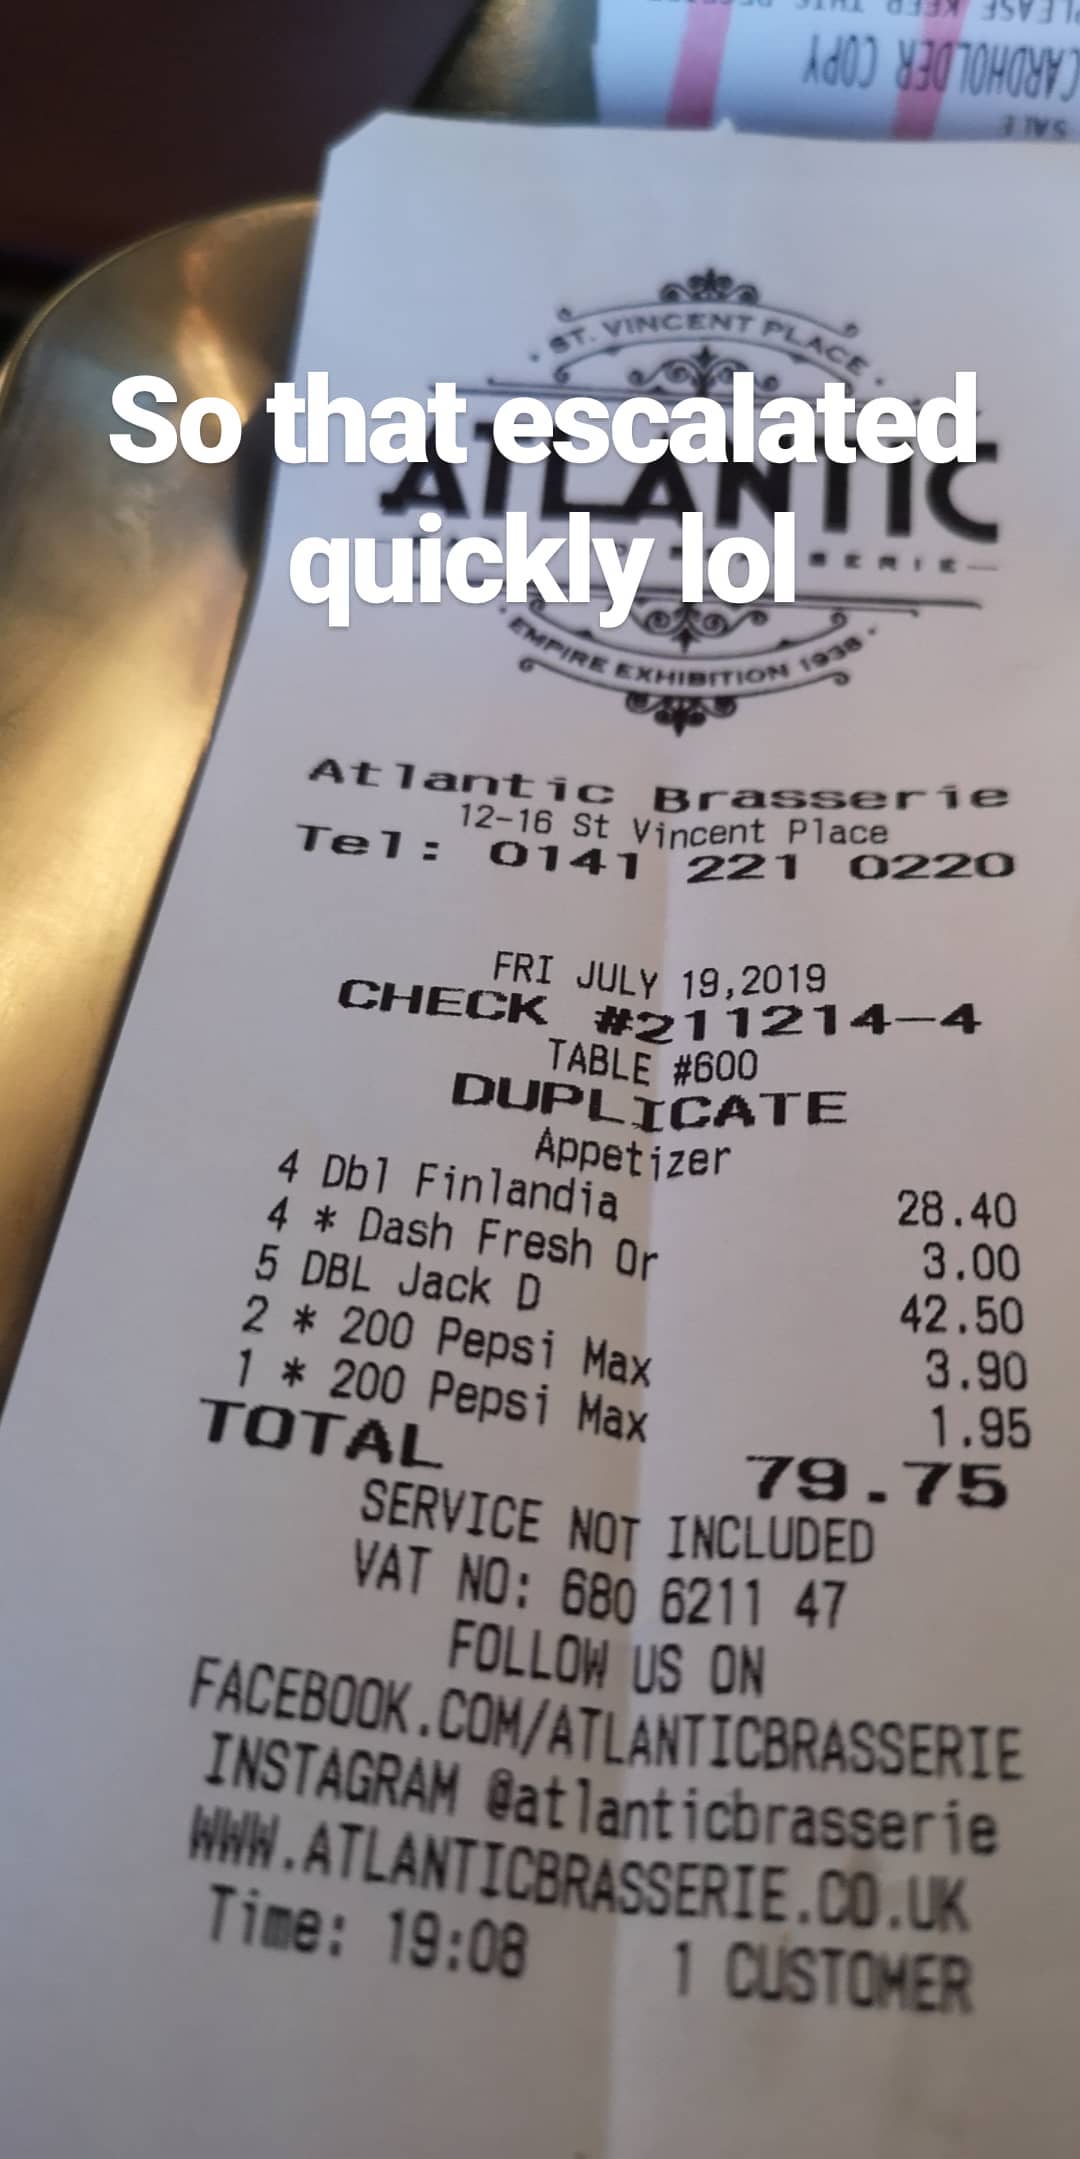 PLEASE KEEP THIS
CARDHOLDER COPY
SALE
· ST. VINCENT PLACE ·
So that escalated
ATLANTIC
quickly lol
· EMPIRE EXHIBITION 1938 ·
Atlantic Brasserie
12-16 St Vincent Place
Tel: 0141 221 0220
FRI JULY 19,2019
CHECK #211214-4
TABLE #600
DUPLICATE
Appetizer
4 Dbl Finlandia 28.40
4 * Dash Fresh Or 3.00
5 DBL Jack D 42.50
2 * 200 Pepsi Max 3.90
1 * 200 Pepsi Max 1.95
TOTAL 79.75
SERVICE NOT INCLUDED
VAT NO: 680 6211 47
FOLLOW US ON
FACEBOOK.COM/ATLANTICBRASSERIE
INSTAGRAM @atlanticbrasserie
WWW.ATLANTICBRASSERIE.CO.UK
Time: 19:08 1 CUSTOMER